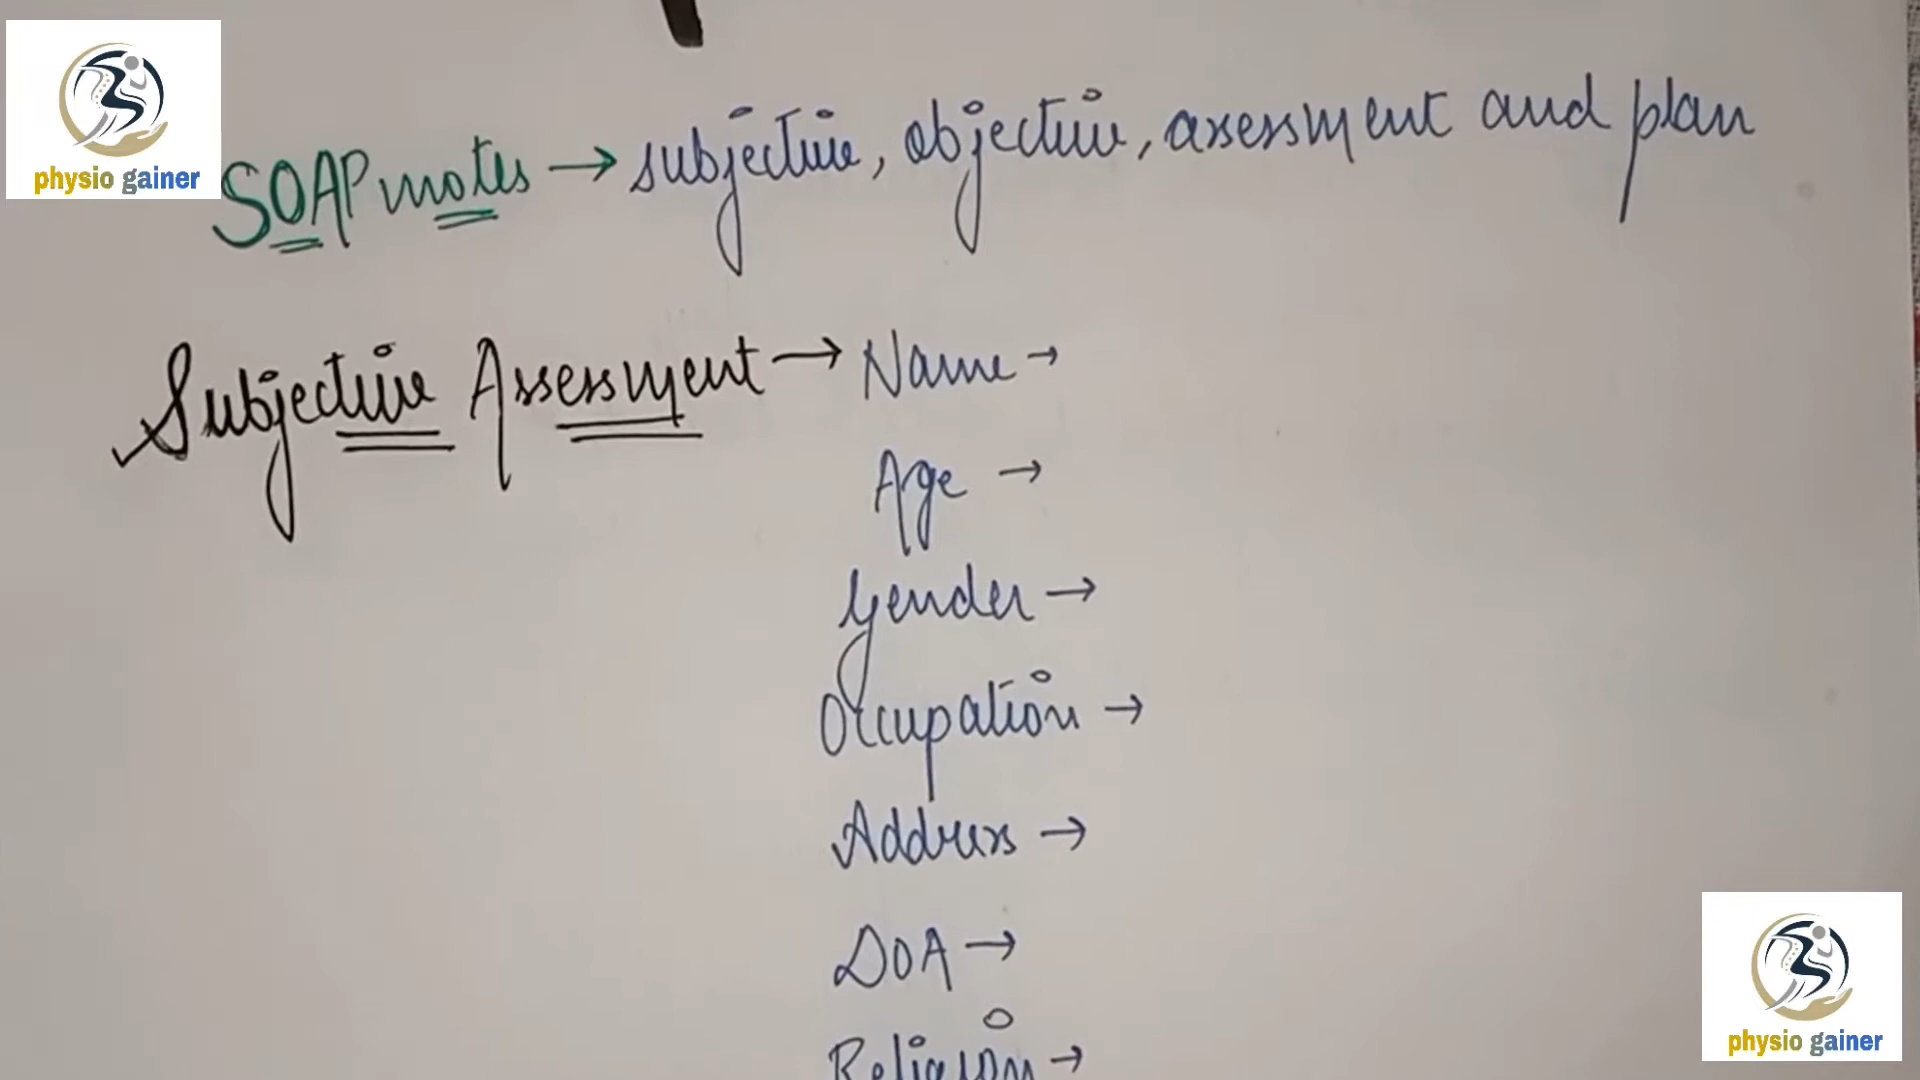 physio gainer
SOAP notes → subjective, objective, assessment and plan
Subjective Assessment → Name →
Age →
Gender →
Occupation →
Address →
DOA →
Religion →
physio gainer